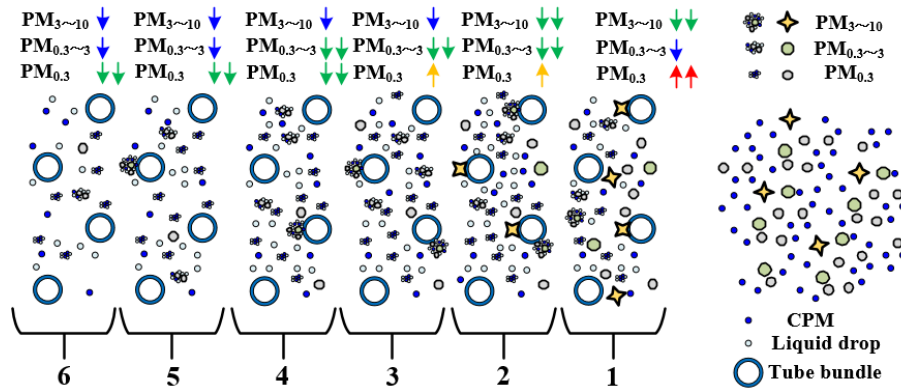 PM₃~₁₀ PM₃~₁₀ PM₃~₁₀ PM₃~₁₀ PM₃~₁₀ PM₃~₁₀ PM₃~₁₀
PM₀.₃~₃ PM₀.₃~₃ PM₀.₃~₃ PM₀.₃~₃ PM₀.₃~₃ PM₀.₃~₃ PM₀.₃~₃
PM₀.₃ PM₀.₃ PM₀.₃ PM₀.₃ PM₀.₃ PM₀.₃ PM₀.₃
CPM
Liquid drop
Tube bundle
6 5 4 3 2 1